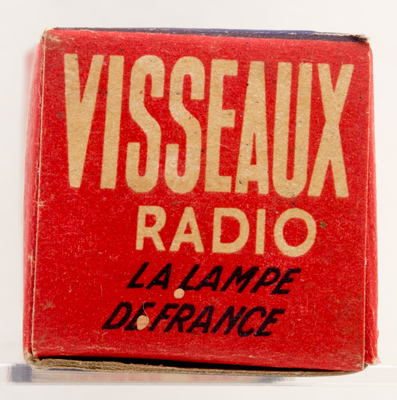 VISSEAUX
RADIO
LA LAMPE
DE FRANCE